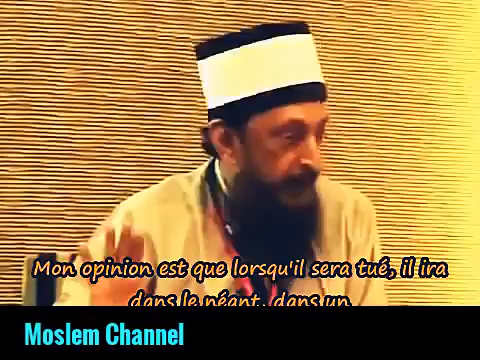 Mon opinion est que lorsqu'il sera tué, il ira
dans le néant, dans un
Moslem Channel